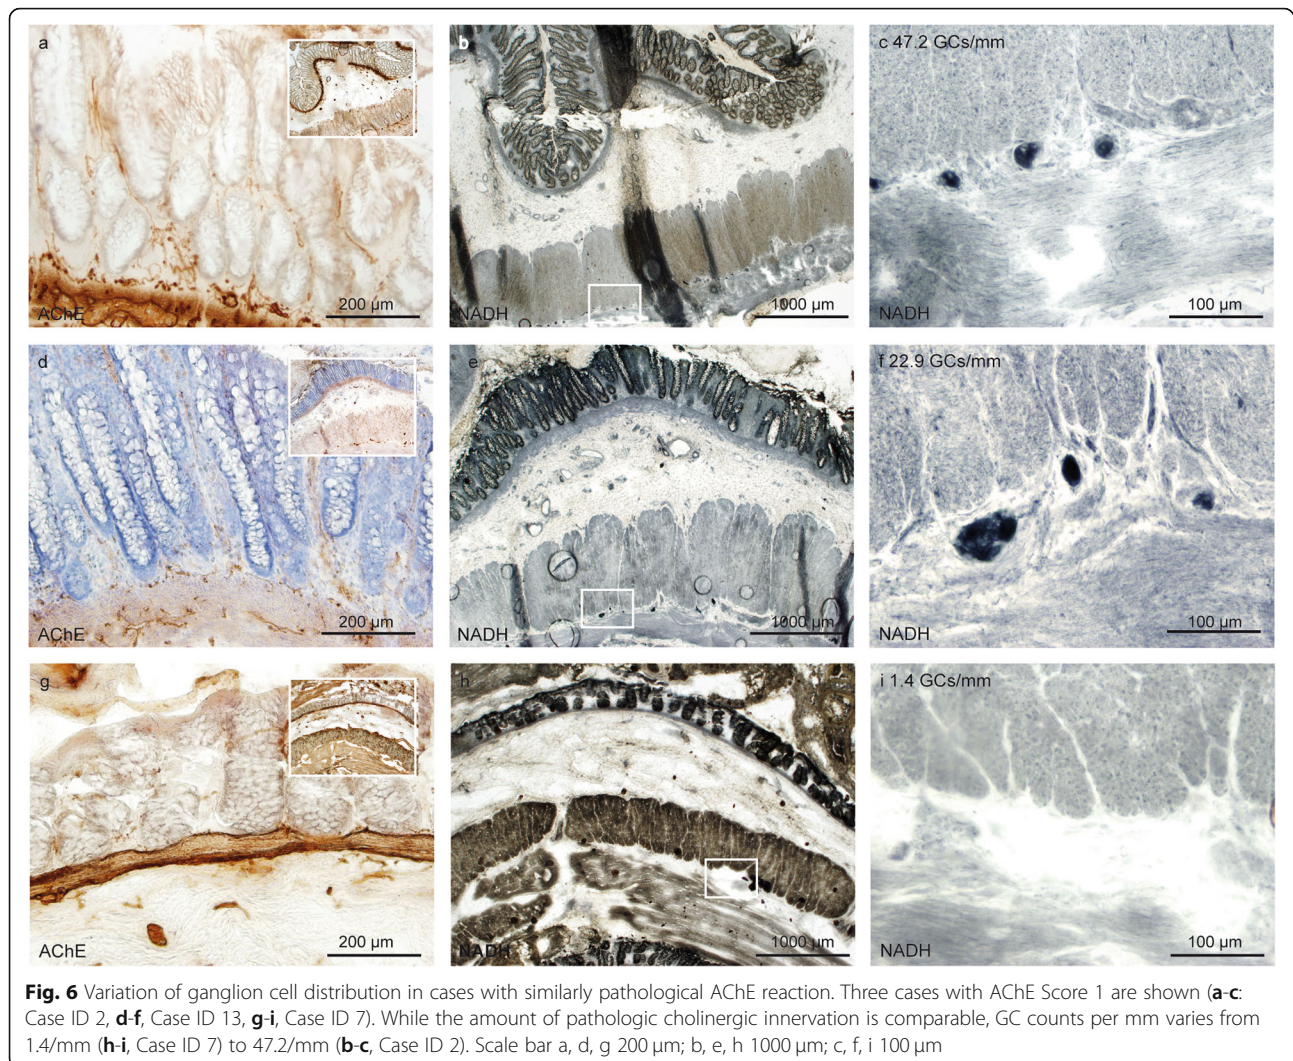 a
AChE
200 µm
b
NADH
1000 µm
c 47.2 GCs/mm
NADH
100 µm
d
AChE
200 µm
e
NADH
1000 µm
f 22.9 GCs/mm
NADH
100 µm
g
AChE
200 µm
h
NADH
1000 µm
i 1.4 GCs/mm
NADH
100 µm
Fig. 6 Variation of ganglion cell distribution in cases with similarly pathological AChE reaction. Three cases with AChE Score 1 are shown (a-c:
Case ID 2, d-f, Case ID 13, g-i, Case ID 7). While the amount of pathologic cholinergic innervation is comparable, GC counts per mm varies from
1.4/mm (h-i, Case ID 7) to 47.2/mm (b-c, Case ID 2). Scale bar a, d, g 200 µm; b, e, h 1000 µm; c, f, i 100 µm